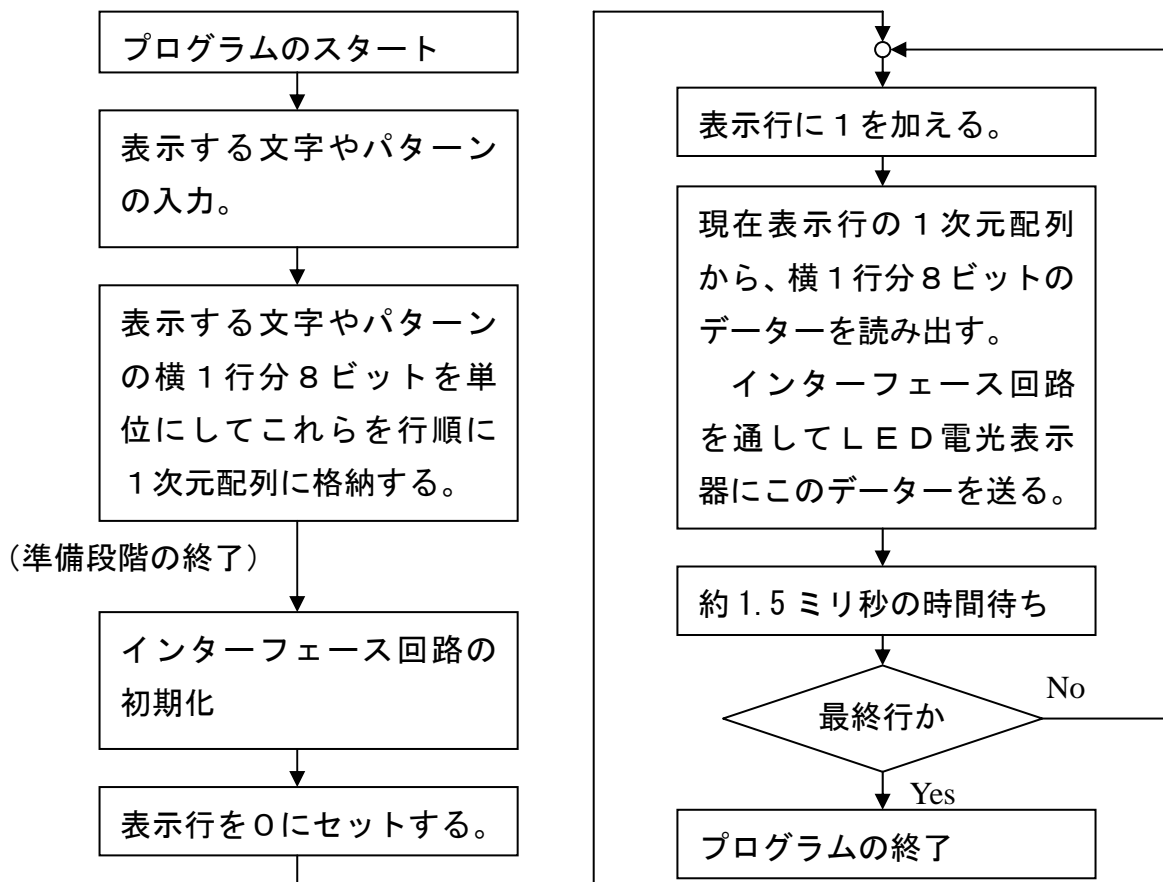 プログラムのスタート
表示する文字やパターン
の入力。
表示する文字やパターン
の横１行分８ビットを単
位にしてこれらを行順に
１次元配列に格納する。
（準備段階の終了）
インターフェース回路の
初期化
表示行を０にセットする。
表示行に１を加える。
現在表示行の１次元配列
から、横１行分８ビットの
データーを読み出す。
　インターフェース回路
を通してＬＥＤ電光表示
器にこのデーターを送る。
約1.5ミリ秒の時間待ち
最終行か
No
Yes
プログラムの終了